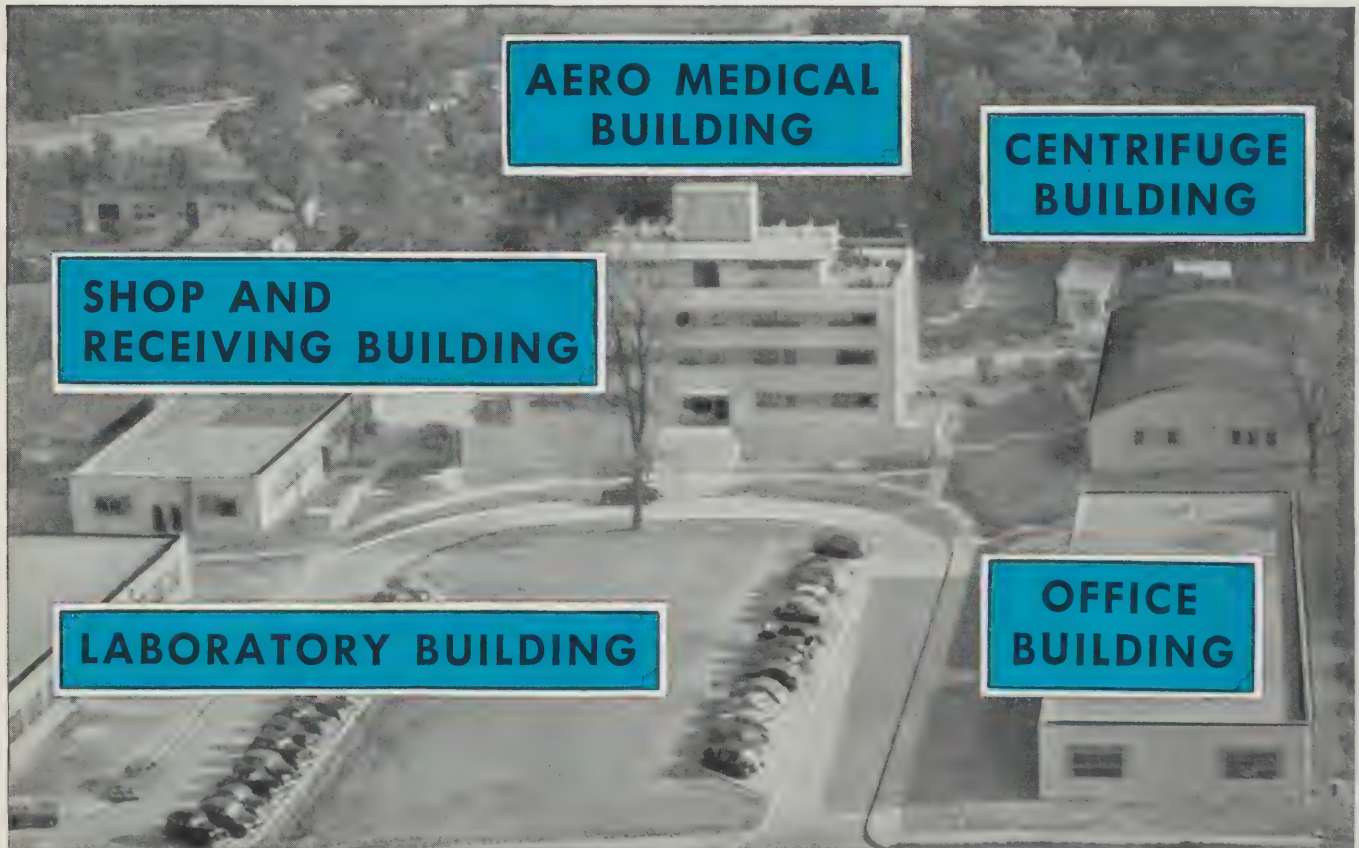 AERO MEDICAL
BUILDING
CENTRIFUGE
BUILDING
SHOP AND
RECEIVING BUILDING
LABORATORY BUILDING
OFFICE
BUILDING